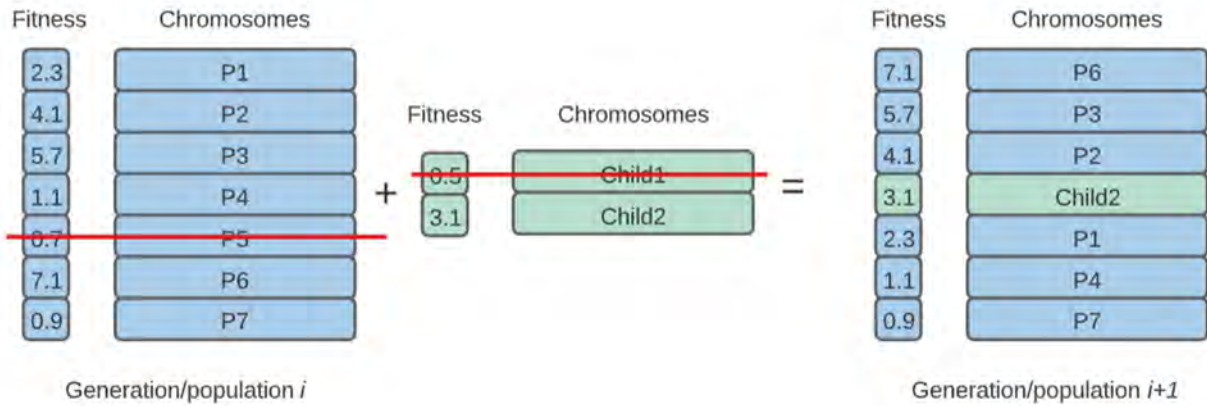 Fitness Chromosomes
2.3 P1
4.1 P2
5.7 P3
1.1 P4
0.7 P5
7.1 P6
0.9 P7
Generation/population i
+
Fitness Chromosomes
0.5 Child1
3.1 Child2
=
Fitness Chromosomes
7.1 P6
5.7 P3
4.1 P2
3.1 Child2
2.3 P1
1.1 P4
0.9 P7
Generation/population i+1